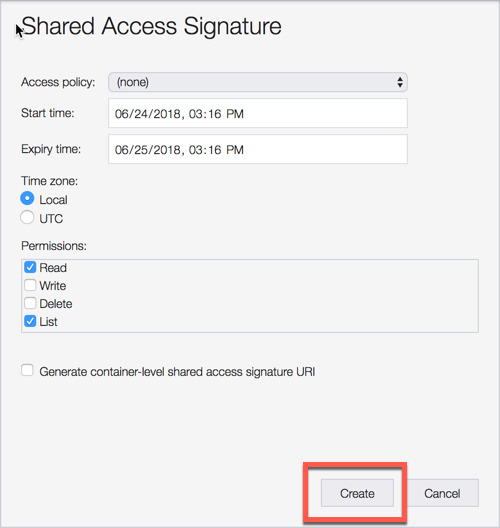 Shared Access Signature
Access policy: (none)
Start time: 06/24/2018, 03:16 PM
Expiry time: 06/25/2018, 03:16 PM
Time zone:
Local
UTC
Permissions:
Read
Write
Delete
List
Generate container-level shared access signature URI
Create Cancel